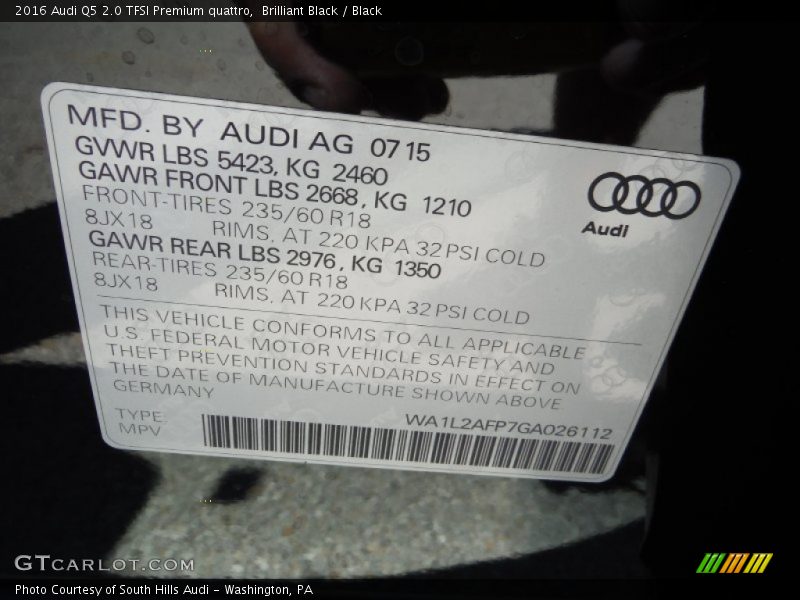 2016 Audi Q5 2.0 TFSI Premium quattro,  Brilliant Black / Black
MFD. BY AUDI AG 0715
GVWR LBS 5423, KG 2460
GAWR FRONT LBS 2668, KG 1210
FRONT-TIRES 235/60 R18
8JX18 RIMS, AT 220 KPA 32 PSI COLD
GAWR REAR LBS 2976, KG 1350
REAR-TIRES 235/60 R18
8JX18 RIMS, AT 220 KPA 32 PSI COLD
Audi
THIS VEHICLE CONFORMS TO ALL APPLICABLE
U.S. FEDERAL MOTOR VEHICLE SAFETY AND
THEFT PREVENTION STANDARDS IN EFFECT ON
THE DATE OF MANUFACTURE SHOWN ABOVE
GERMANY
TYPE:
MPV
WA1L2AFP7GA026112
GTCARLOT.COM
Photo Courtesy of South Hills Audi - Washington, PA